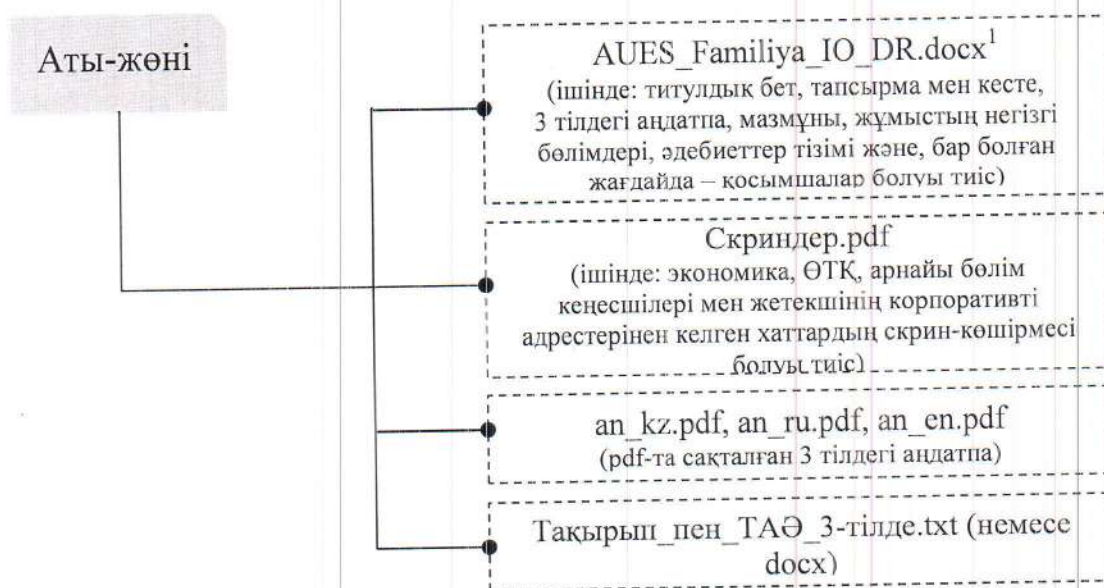 Аты-жөні
AUES_Familiya_IO_DR.docx¹
(ішінде: титулдық бет, тапсырма мен кесте,
3 тілдегі аңдатпа, мазмұны, жұмыстың негізгі
бөлімдері, әдебиеттер тізімі және, бар болған
жағдайда – қосымшалар болуы тиіс)
Скриндер.pdf
(ішінде: экономика, ӨТҚ, арнайы бөлім
кеңесшілері мен жетекшінің корпоративті
адрестерінен келген хаттардың скрин-көшірмесі
болуы тиіс)
an_kz.pdf, an_ru.pdf, an_en.pdf
(pdf-та сақталған 3 тілдегі аңдатпа)
Тақырып_пен_ТАӘ_3-тілде.txt (немесе
docx)